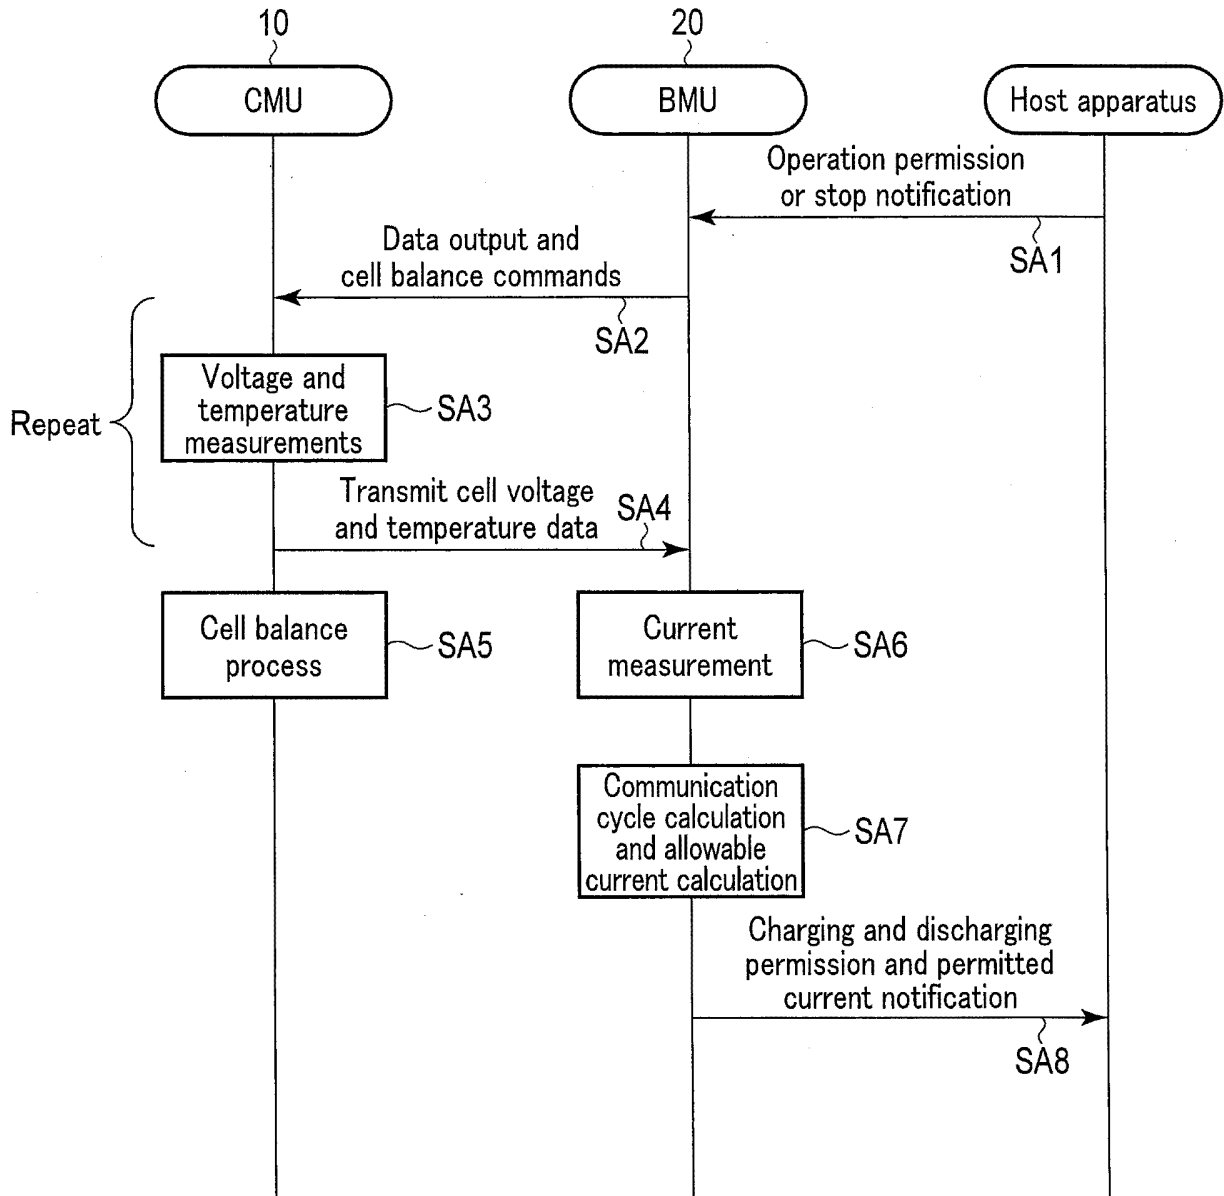 10
20
CMU
BMU
Host apparatus
Operation permission
or stop notification
SA1
Data output and
cell balance commands
SA2
Repeat
Voltage and
temperature
measurements
SA3
Transmit cell voltage
and temperature data
SA4
Cell balance
process
SA5
Current
measurement
SA6
Communication
cycle calculation
and allowable
current calculation
SA7
Charging and discharging
permission and permitted
current notification
SA8